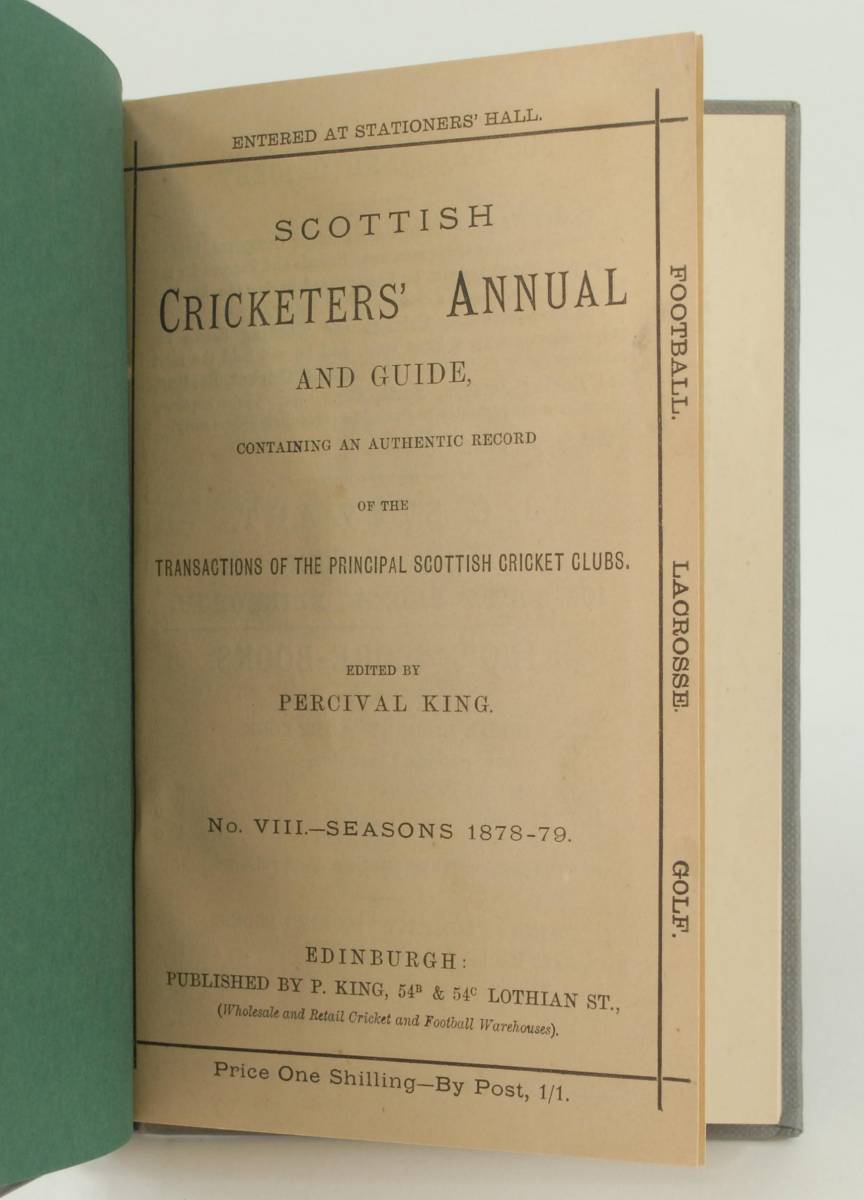 ENTERED AT STATIONERS' HALL.
SCOTTISH
CRICKETERS' ANNUAL
AND GUIDE,
CONTAINING AN AUTHENTIC RECORD
OF THE
TRANSACTIONS OF THE PRINCIPAL SCOTTISH CRICKET CLUBS.
EDITED BY
PERCIVAL KING.
No. VIII.—SEASONS 1878-79.
EDINBURGH:
PUBLISHED BY P. KING, 54B & 54C LOTHIAN ST.,
(Wholesale and Retail Cricket and Football Warehouses).
Price One Shilling—By Post, 1/1.
FOOTBALL.
LACROSSE.
GOLF.